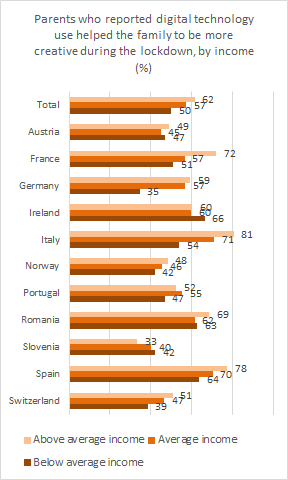 Parents who reported digital technology
use helped the family to be more
creative during the lockdown, by income
(%)
Total 62 57 50
Austria 49 45 47
France 72 57 51
Germany 59 57 35
Ireland 60 60 66
Italy 81 71 54
Norway 48 46 42
Portugal 52 55 47
Romania 69 62 63
Slovenia 33 40 42
Spain 78 70 64
Switzerland 51 47 39
Above average income Average income
Below average income